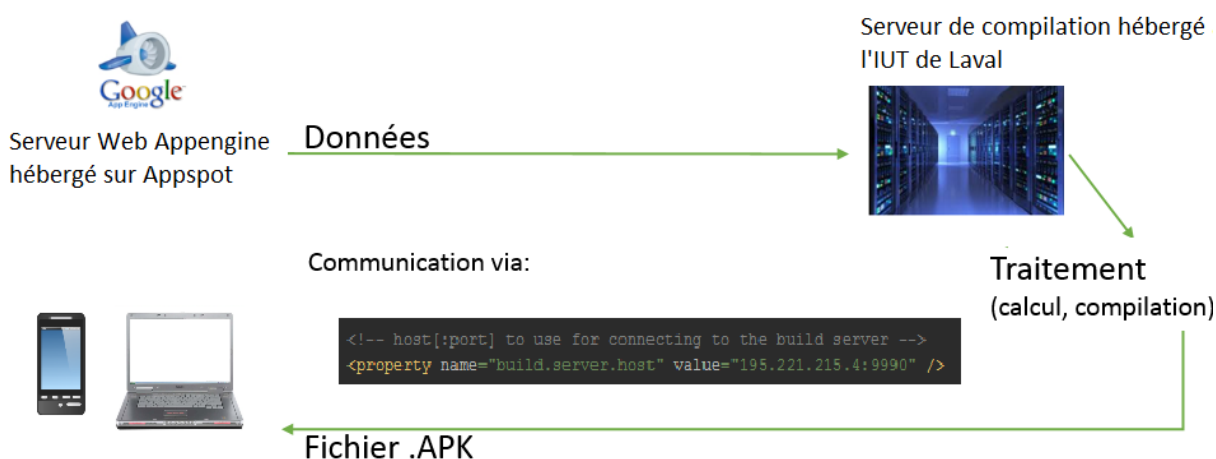 Serveur de compilation hébergé
l'IUT de Laval
Google
App Engine
Serveur Web Appengine
hébergé sur Appspot
Données
Communication via:
Traitement
(calcul, compilation)
<!-- host[:port] to use for connecting to the build server -->
<property name="build.server.host" value="195.221.215.4:9990" />
Fichier .APK